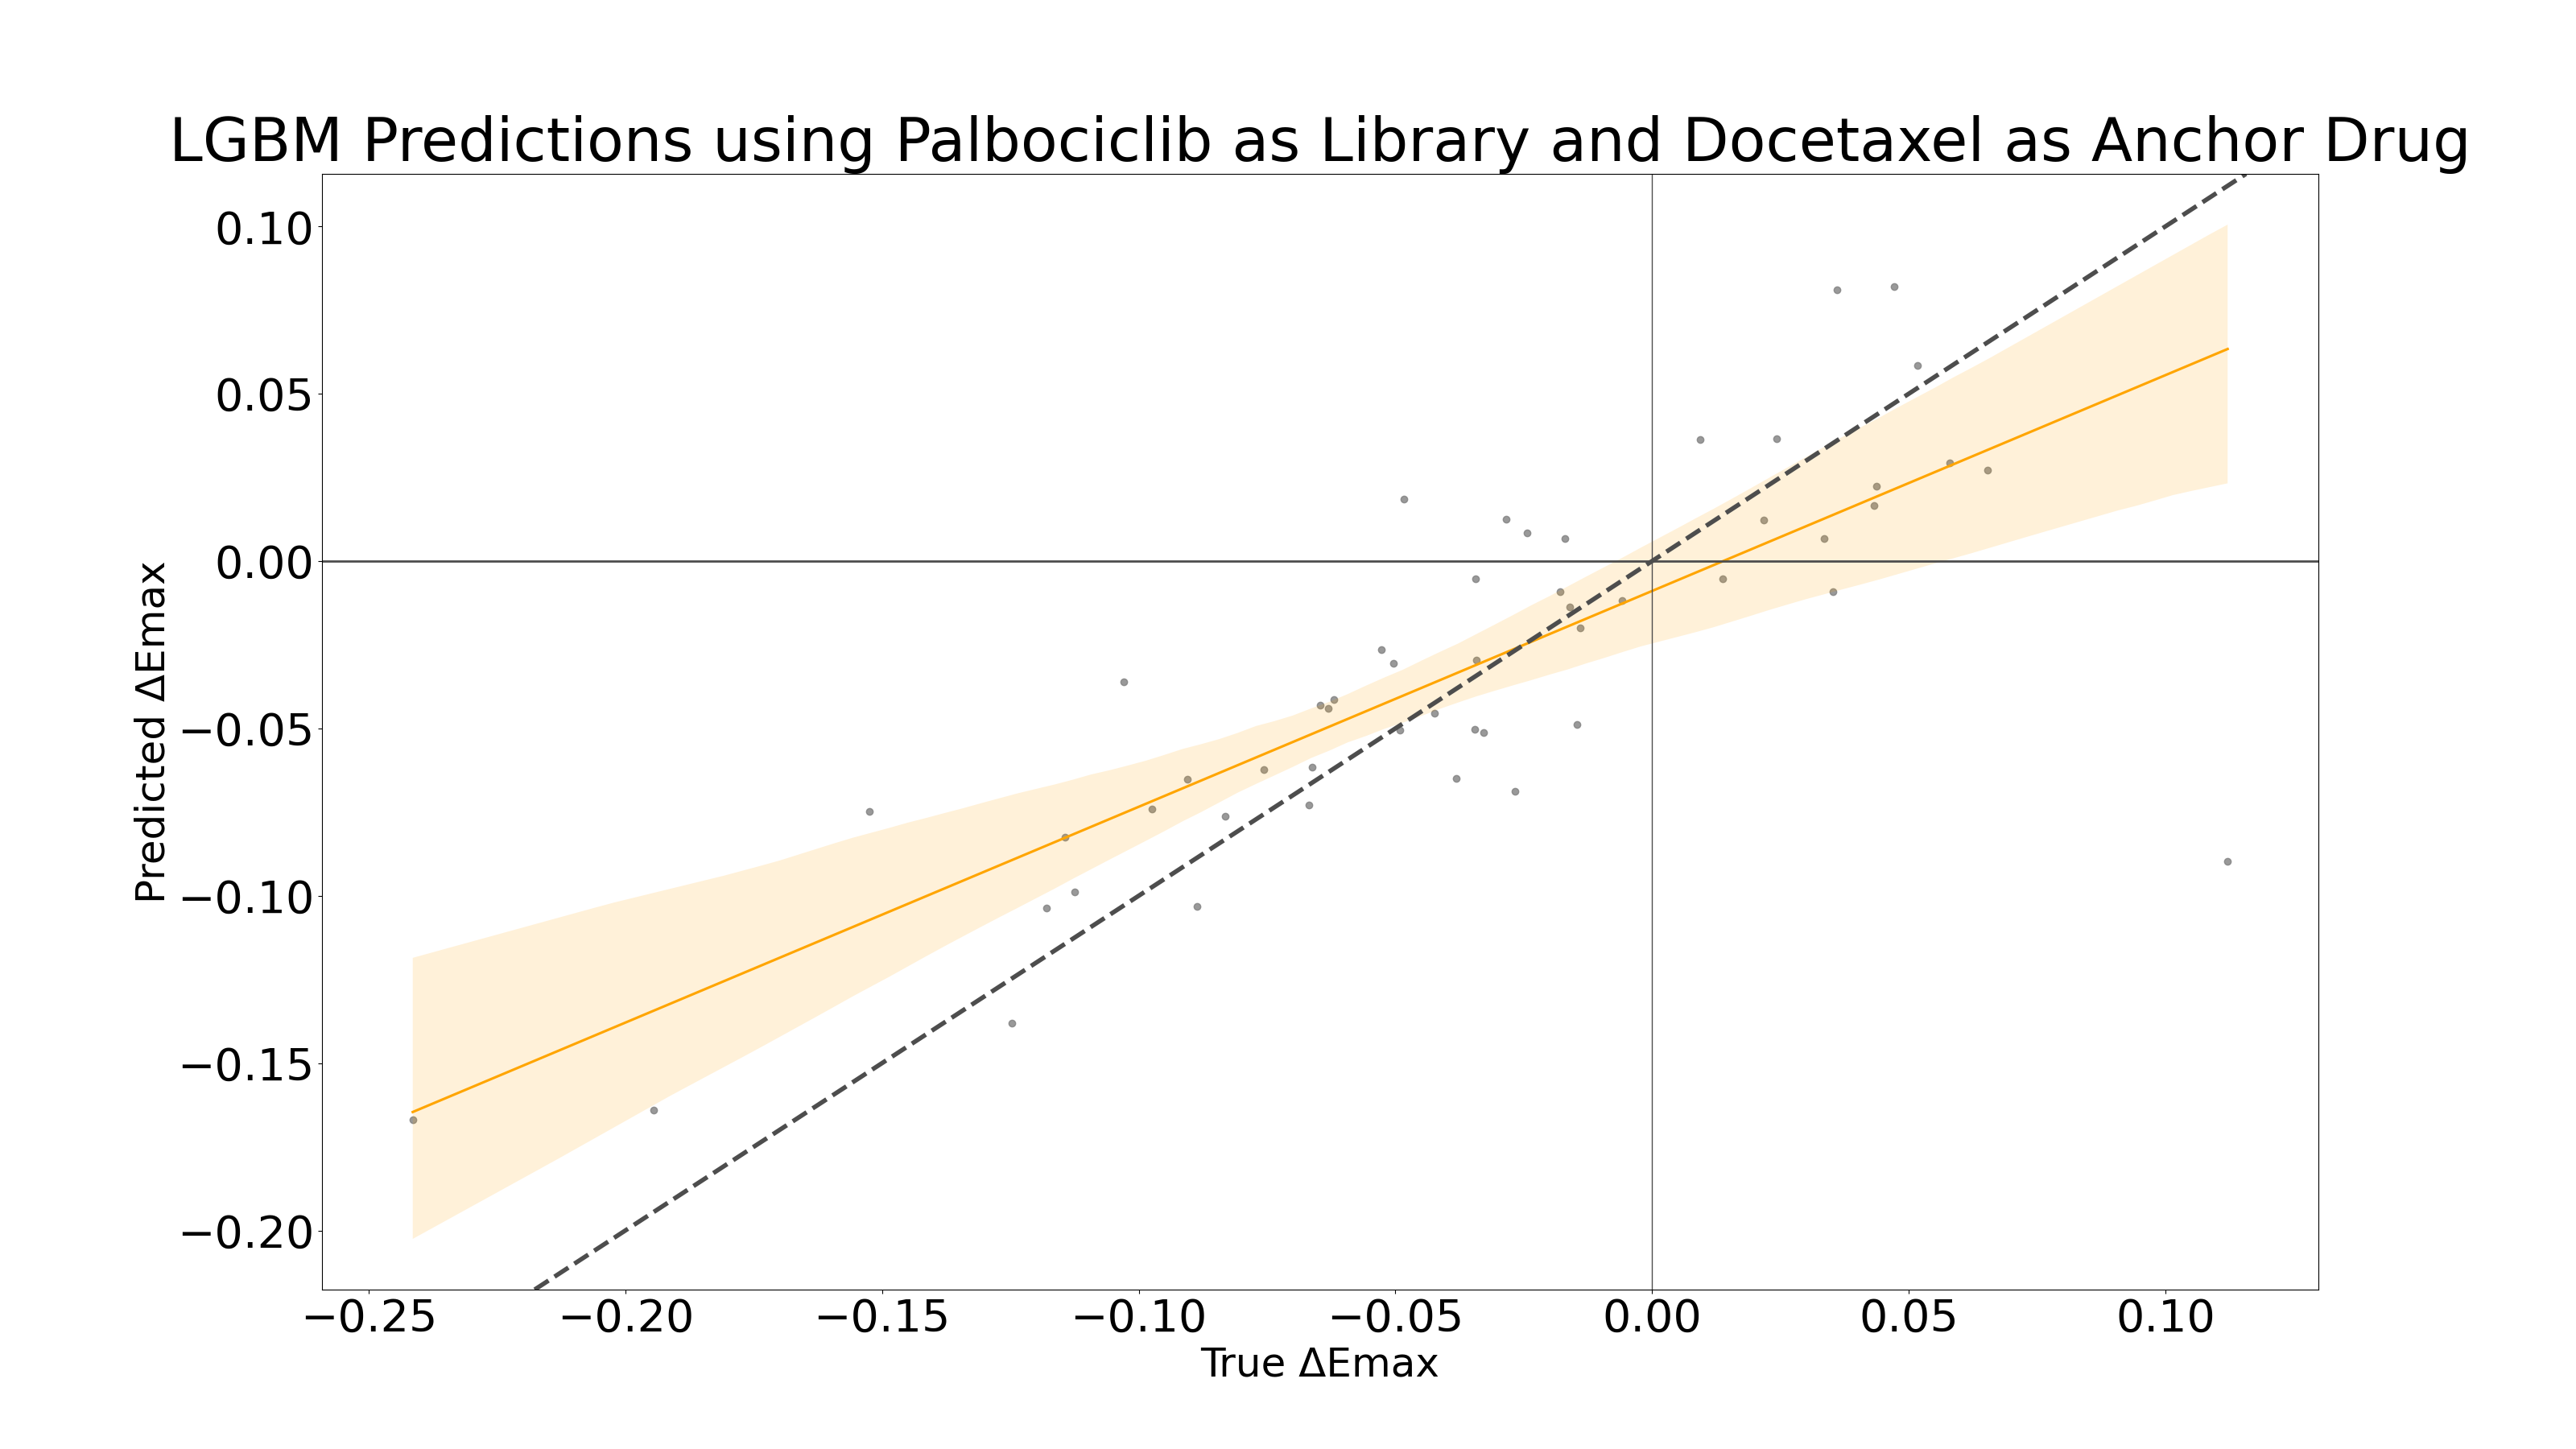 LGBM Predictions using Palbociclib as Library and Docetaxel as Anchor Drug
0.10
0.05
0.00
−0.05
−0.10
−0.15
−0.20
Predicted ΔEmax
−0.25 −0.20 −0.15 −0.10 −0.05 0.00 0.05 0.10
True ΔEmax